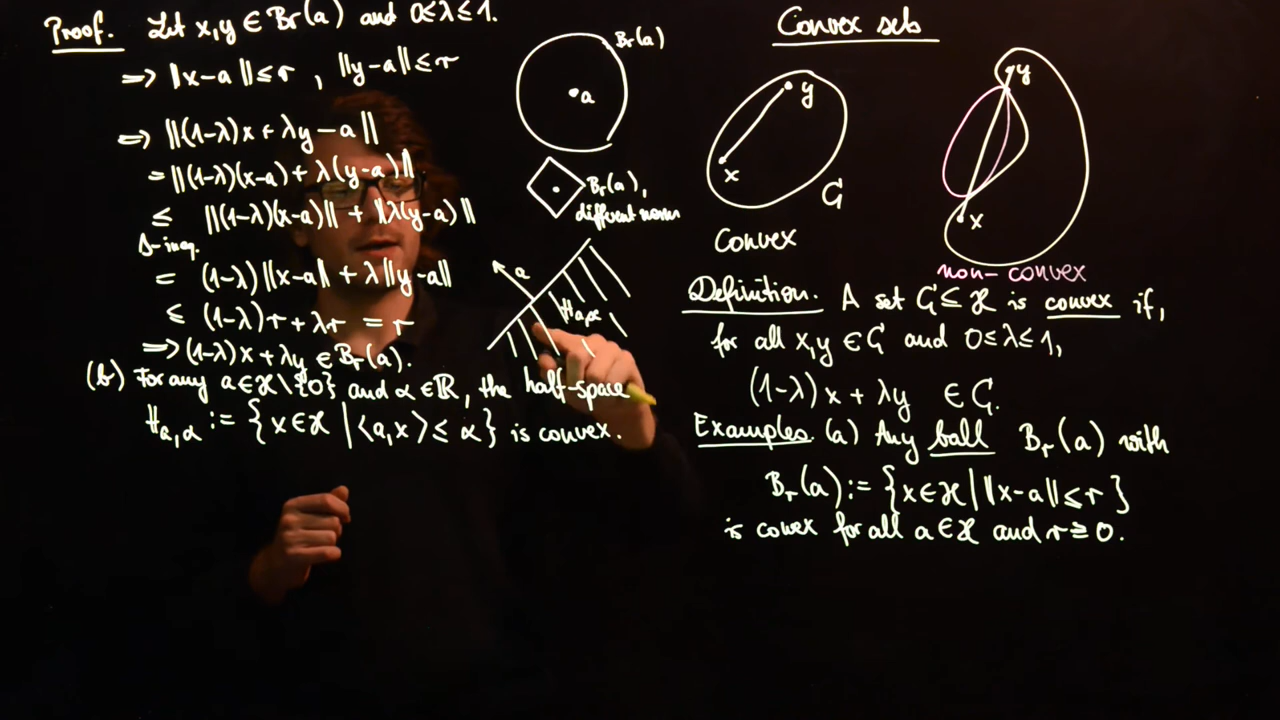 Proof. Let x,y ∈ Br(a) and 0≤λ≤1.
⇒ ‖x-a‖≤r , ‖y-a‖≤r
⇒ ‖(1-λ)x + λy - a‖
= ‖(1-λ)(x-a) + λ(y-a)‖
≤ ‖(1-λ)(x-a)‖ + ‖λ(y-a)‖
Δ-ineq.
= (1-λ)‖x-a‖ + λ‖y-a‖
≤ (1-λ)r + λr = r
⇒ (1-λ)x + λy ∈ Br(a).
(b) For any a∈X\{0} and α∈ℝ, the half-space
Ha,α := {x∈X | ⟨a,x⟩ ≤ α} is convex.
Br(a)
a
Br(a),
different norm
a
Ha,α
Convex sets
y
x
C
Convex
y
x
non-convex
Definition. A set C⊆X is convex if,
for all x,y ∈ C and 0≤λ≤1,
(1-λ)x + λy ∈ C.
Examples. (a) Any ball Br(a) with
Br(a) := {x∈X | ‖x-a‖≤r}
is covex for all a∈X and r≥0.